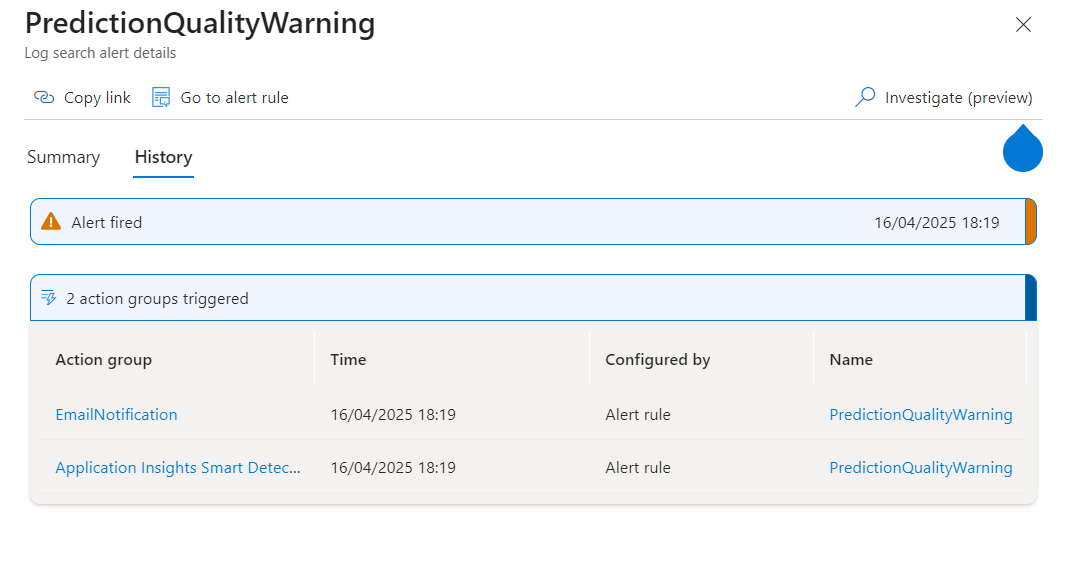 PredictionQualityWarning
Log search alert details
Copy link Go to alert rule Investigate (preview)
Summary History
Alert fired 16/04/2025 18:19
2 action groups triggered
Action group Time Configured by Name
EmailNotification 16/04/2025 18:19 Alert rule PredictionQualityWarning
Application Insights Smart Detec... 16/04/2025 18:19 Alert rule PredictionQualityWarning